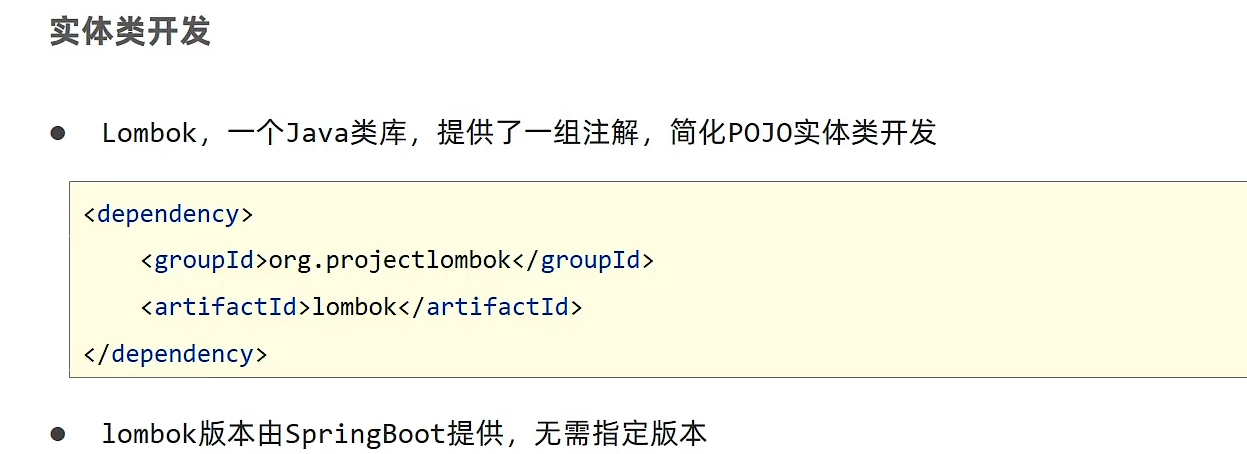 实体类开发
● Lombok，一个Java类库，提供了一组注解，简化POJO实体类开发
<dependency>
    <groupId>org.projectlombok</groupId>
    <artifactId>lombok</artifactId>
</dependency>
● lombok版本由SpringBoot提供，无需指定版本